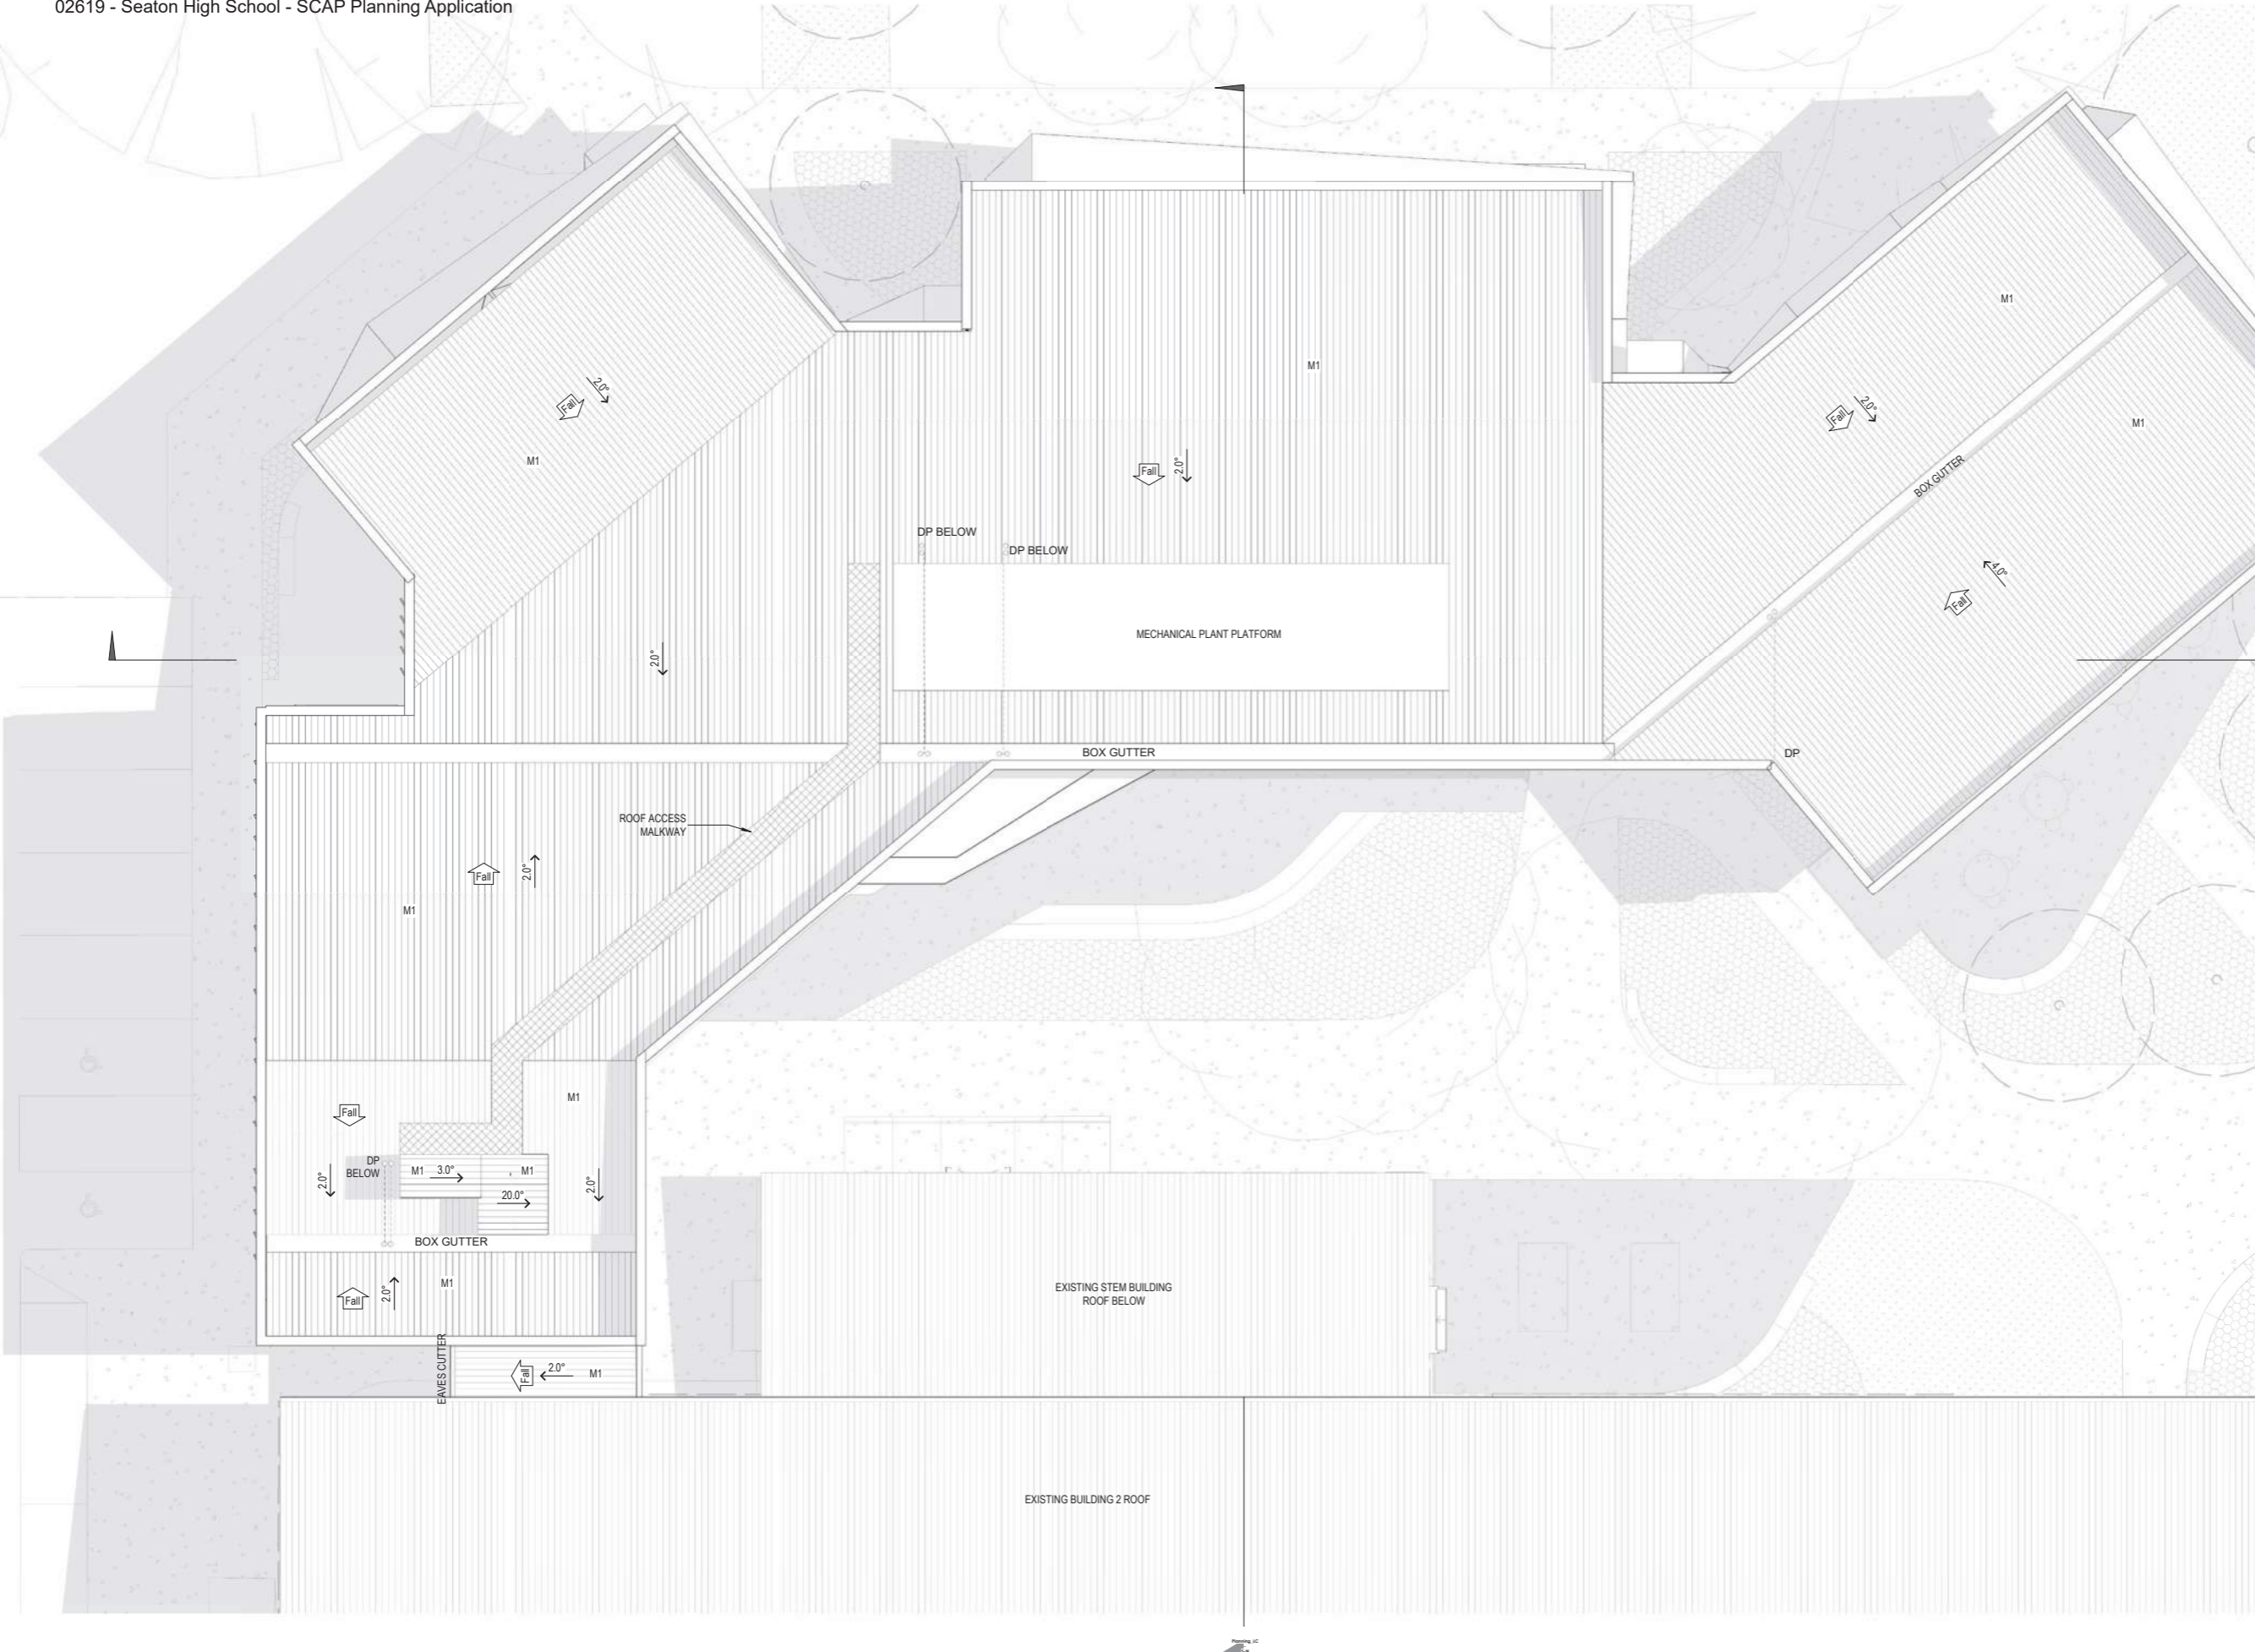 02619 - Seaton High School - SCAP Planning Application
M1
2.0°
Fall
M1
2.0°
Fall
2.0°
Fall
M1
M1
Fall
2.0°
BOX GUTTER
DP BELOW
DP BELOW
4.0°
Fall
MECHANICAL PLANT PLATFORM
2.0°
BOX GUTTER
DP
ROOF ACCESS
MALKWAY
Fall
2.0°
M1
M1
Fall
DP
BELOW
2.0°
M1
3.0°
M1
20.0°
2.0°
BOX GUTTER
M1
Fall
2.0°
EXISTING STEM BUILDING
ROOF BELOW
EAVES CUTTER
Fall
2.0°
M1
EXISTING BUILDING 2 ROOF